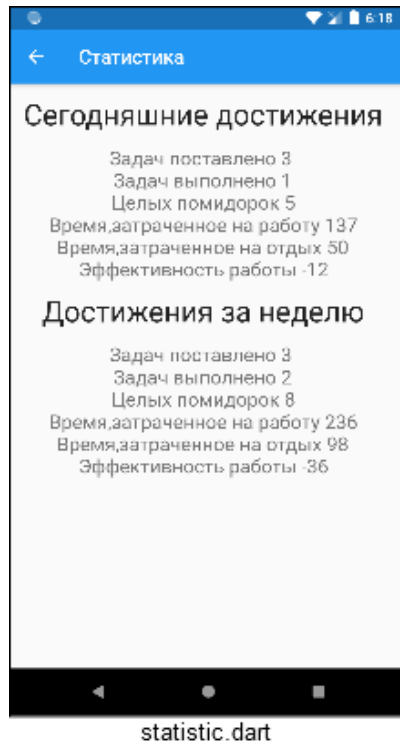 6:18
Статистика
Сегодняшние достижения
Задач поставлено 3
Задач выполнено 1
Целых помидорок 5
Время,затраченное на работу 137
Время,затраченное на отдых 50
Эффективность работы -12
Достижения за неделю
Задач поставлено 3
Задач выполнено 2
Целых помидорок 8
Время,затраченное на работу 236
Время,затраченное на отдых 98
Эффективность работы -36
statistic.dart